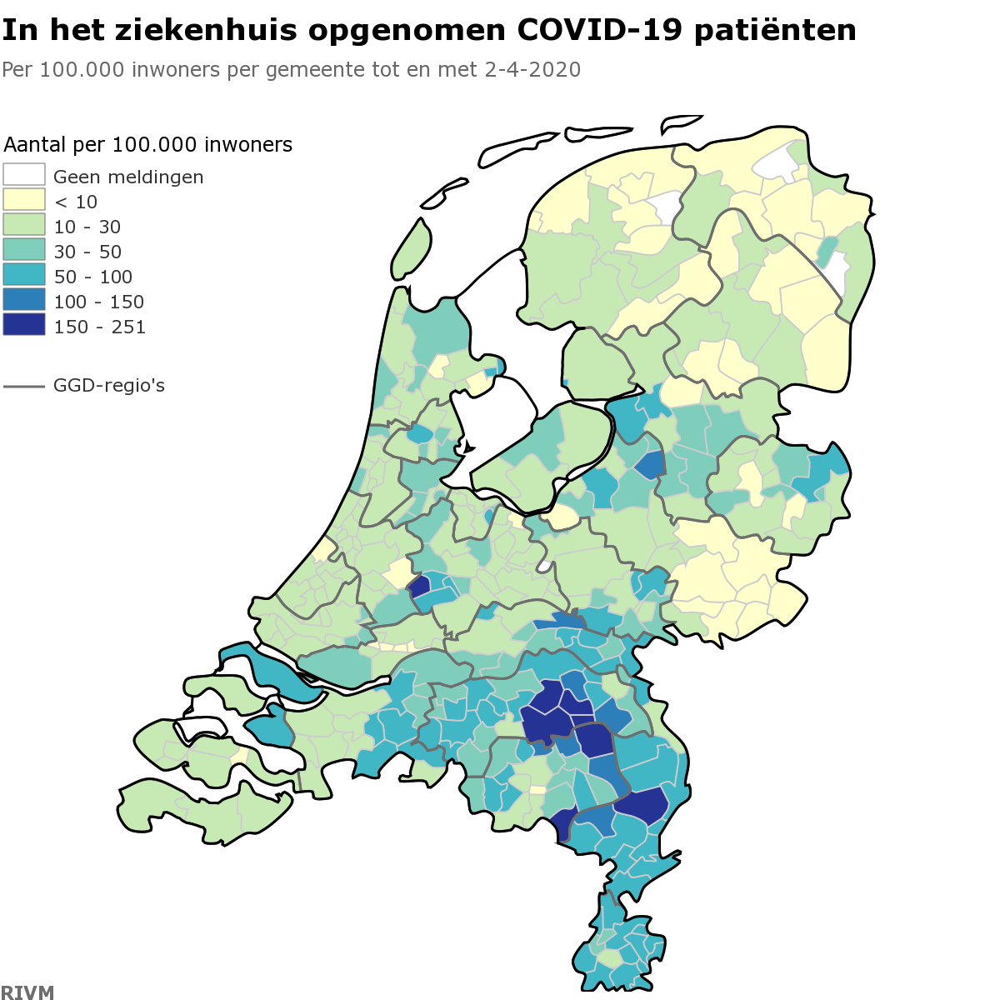 In het ziekenhuis opgenomen COVID-19 patiënten
Per 100.000 inwoners per gemeente tot en met 2-4-2020
Aantal per 100.000 inwoners
Geen meldingen
< 10
10 - 30
30 - 50
50 - 100
100 - 150
150 - 251
GGD-regio's
RIVM